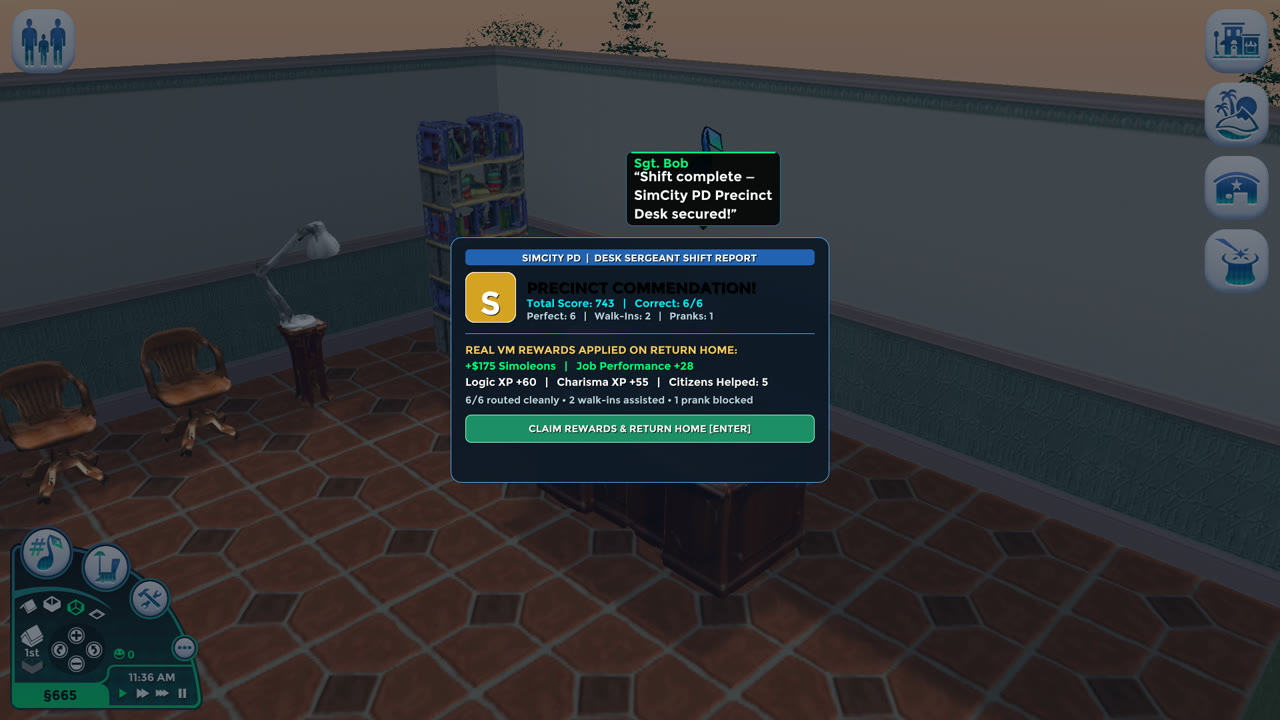 Sgt. Bob
“Shift complete –
SimCity PD Precinct
Desk secured!”
SIMCITY PD | DESK SERGEANT SHIFT REPORT
S
PRECINCT COMMENDATION!
Total Score: 743 | Correct: 6/6
Perfect: 6 | Walk-Ins: 2 | Pranks: 1
REAL VM REWARDS APPLIED ON RETURN HOME:
+$175 Simoleons | Job Performance +28
Logic XP +60 | Charisma XP +55 | Citizens Helped: 5
6/6 routed cleanly • 2 walk-ins assisted • 1 prank blocked
CLAIM REWARDS & RETURN HOME [ENTER]
#
1st
0
11:36 AM
§665